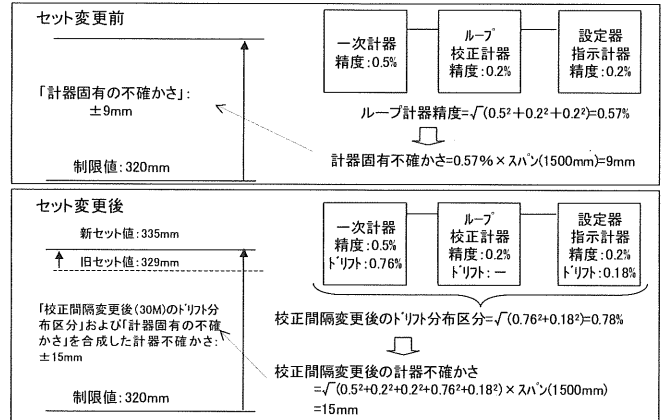 セット変更前
一次計器
精度:0.5%
ループ
校正計器
精度:0.2%
設定器
指示計器
精度:0.2%
「計器固有の不確かさ」:
±9mm
ループ計器精度=√(0.5²+0.2²+0.2²)=0.57%
制限値:320mm
計器固有不確かさ=0.57%×スパン(1500mm)=9mm
セット変更後
新セット値:335mm
旧セット値:329mm
一次計器
精度:0.5%
ドリフト:0.76%
ループ
校正計器
精度:0.2%
ドリフト:ー
設定器
指示計器
精度:0.2%
ドリフト:0.18%
「校正間隔変更後(30M)のドリフト分
布区分」および「計器固有の不確
かさ」を合成した計器不確かさ:
±15mm
校正間隔変更後のドリフト分布区分=√(0.76²+0.18²)=0.78%
制限値:320mm
校正間隔変更後の計器不確かさ
=√(0.5²+0.2²+0.2²+0.76²+0.18²)×スパン(1500mm)
=15mm